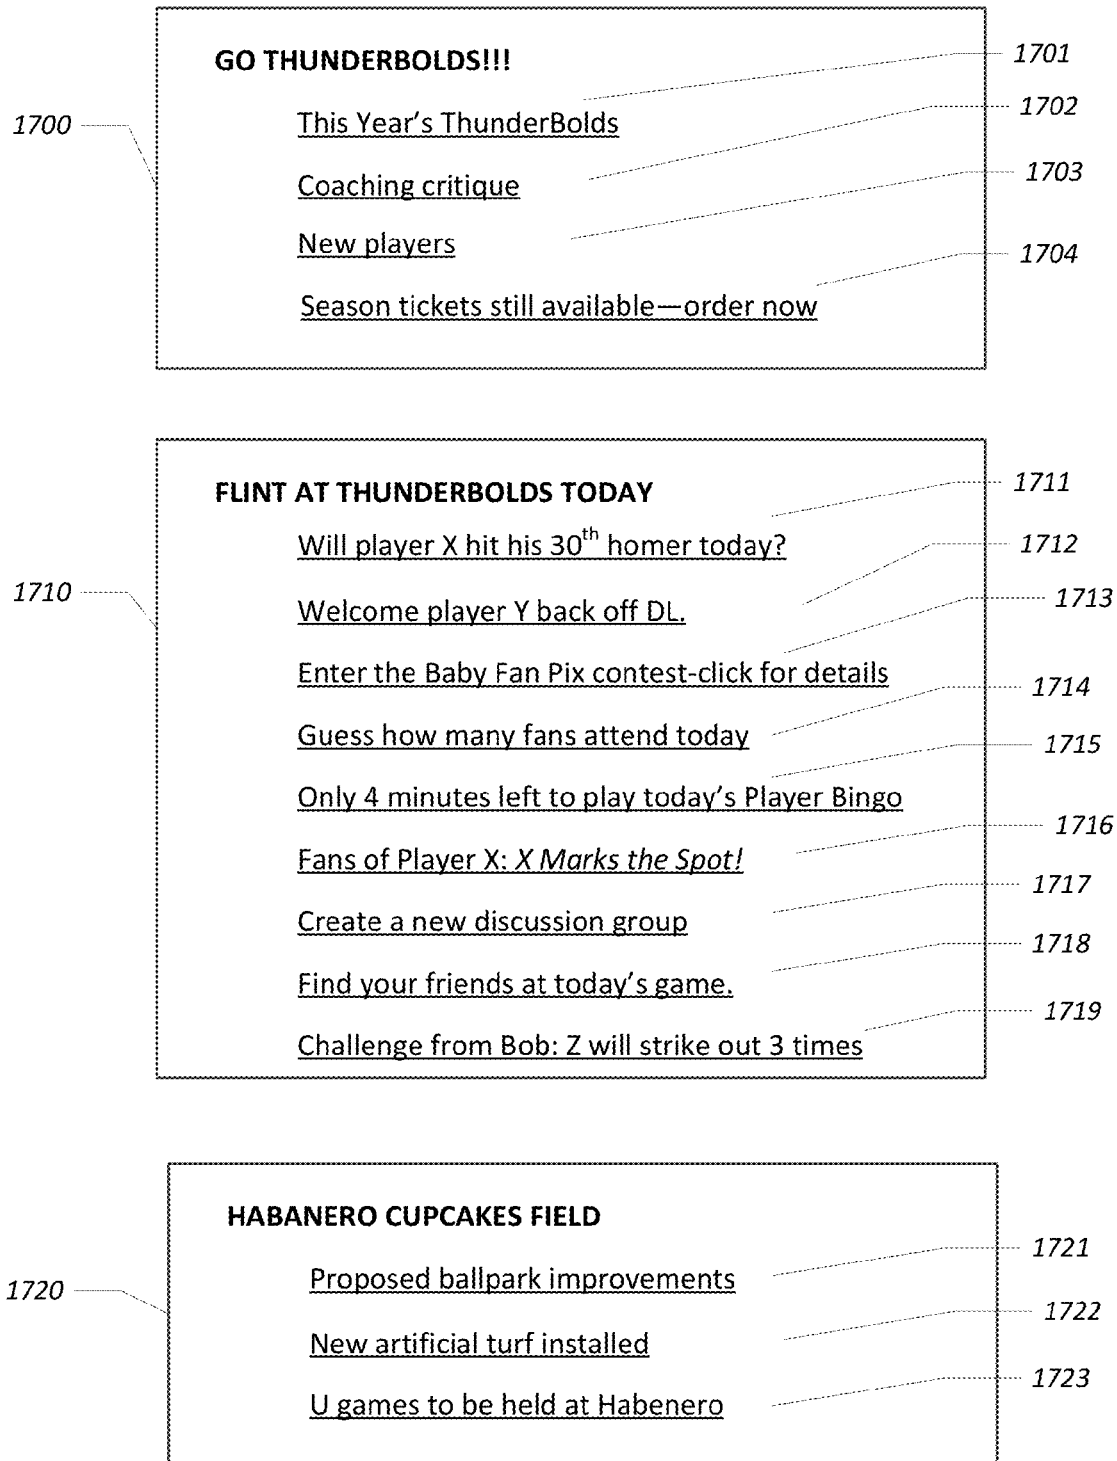 GO THUNDERBOLDS!!!
1701
This Year's ThunderBolds
1702
1700
Coaching critique
1703
New players
1704
Season tickets still available—order now
FLINT AT THUNDERBOLDS TODAY
1711
Will player X hit his 30th homer today?
1712
1710
Welcome player Y back off DL.
1713
Enter the Baby Fan Pix contest-click for details
1714
Guess how many fans attend today
1715
Only 4 minutes left to play today's Player Bingo
1716
Fans of Player X: X Marks the Spot!
1717
Create a new discussion group
1718
Find your friends at today's game.
1719
Challenge from Bob: Z will strike out 3 times
HABANERO CUPCAKES FIELD
1721
1720
Proposed ballpark improvements
1722
New artificial turf installed
1723
U games to be held at Habenero